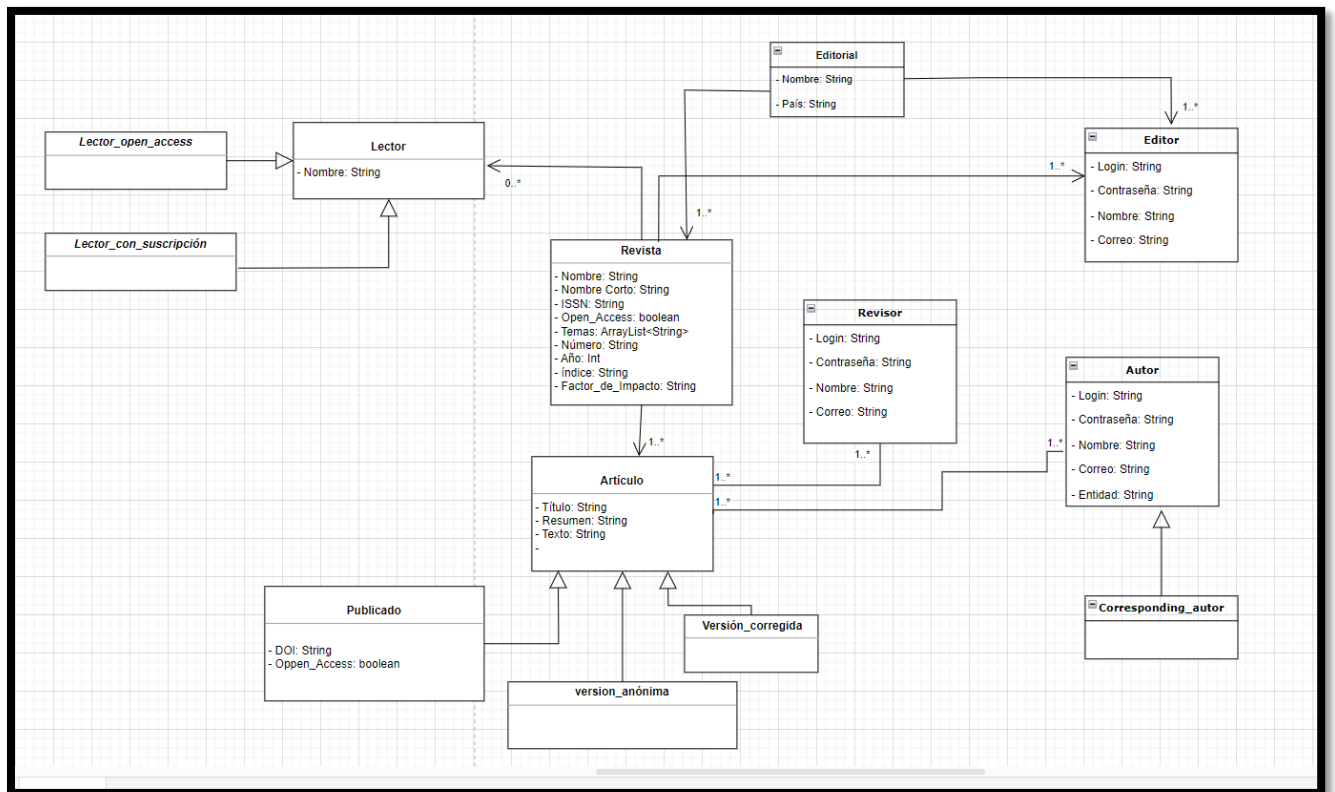 Editorial
- Nombre: String
- País: String
1..*
1..*
Lector_open_access
Lector
- Nombre: String
0..*
Lector_con_suscripción
Editor
- Login: String
- Contraseña: String
- Nombre: String
- Correo: String
1..*
Revista
- Nombre: String
- Nombre Corto: String
- ISSN: String
- Open_Access: boolean
- Temas: ArrayList<String>
- Número: String
- Año: Int
- índice: String
- Factor_de_Impacto: String
1..*
Revisor
- Login: String
- Contraseña: String
- Nombre: String
- Correo: String
1..*
Autor
- Login: String
- Contraseña: String
- Nombre: String
- Correo: String
- Entidad: String
1..*
Artículo
- Título: String
- Resumen: String
- Texto: String
-
1..*
1..*
Publicado
- DOI: String
- Oppen_Access: boolean
version_anónima
Versión_corregida
Corresponding_autor